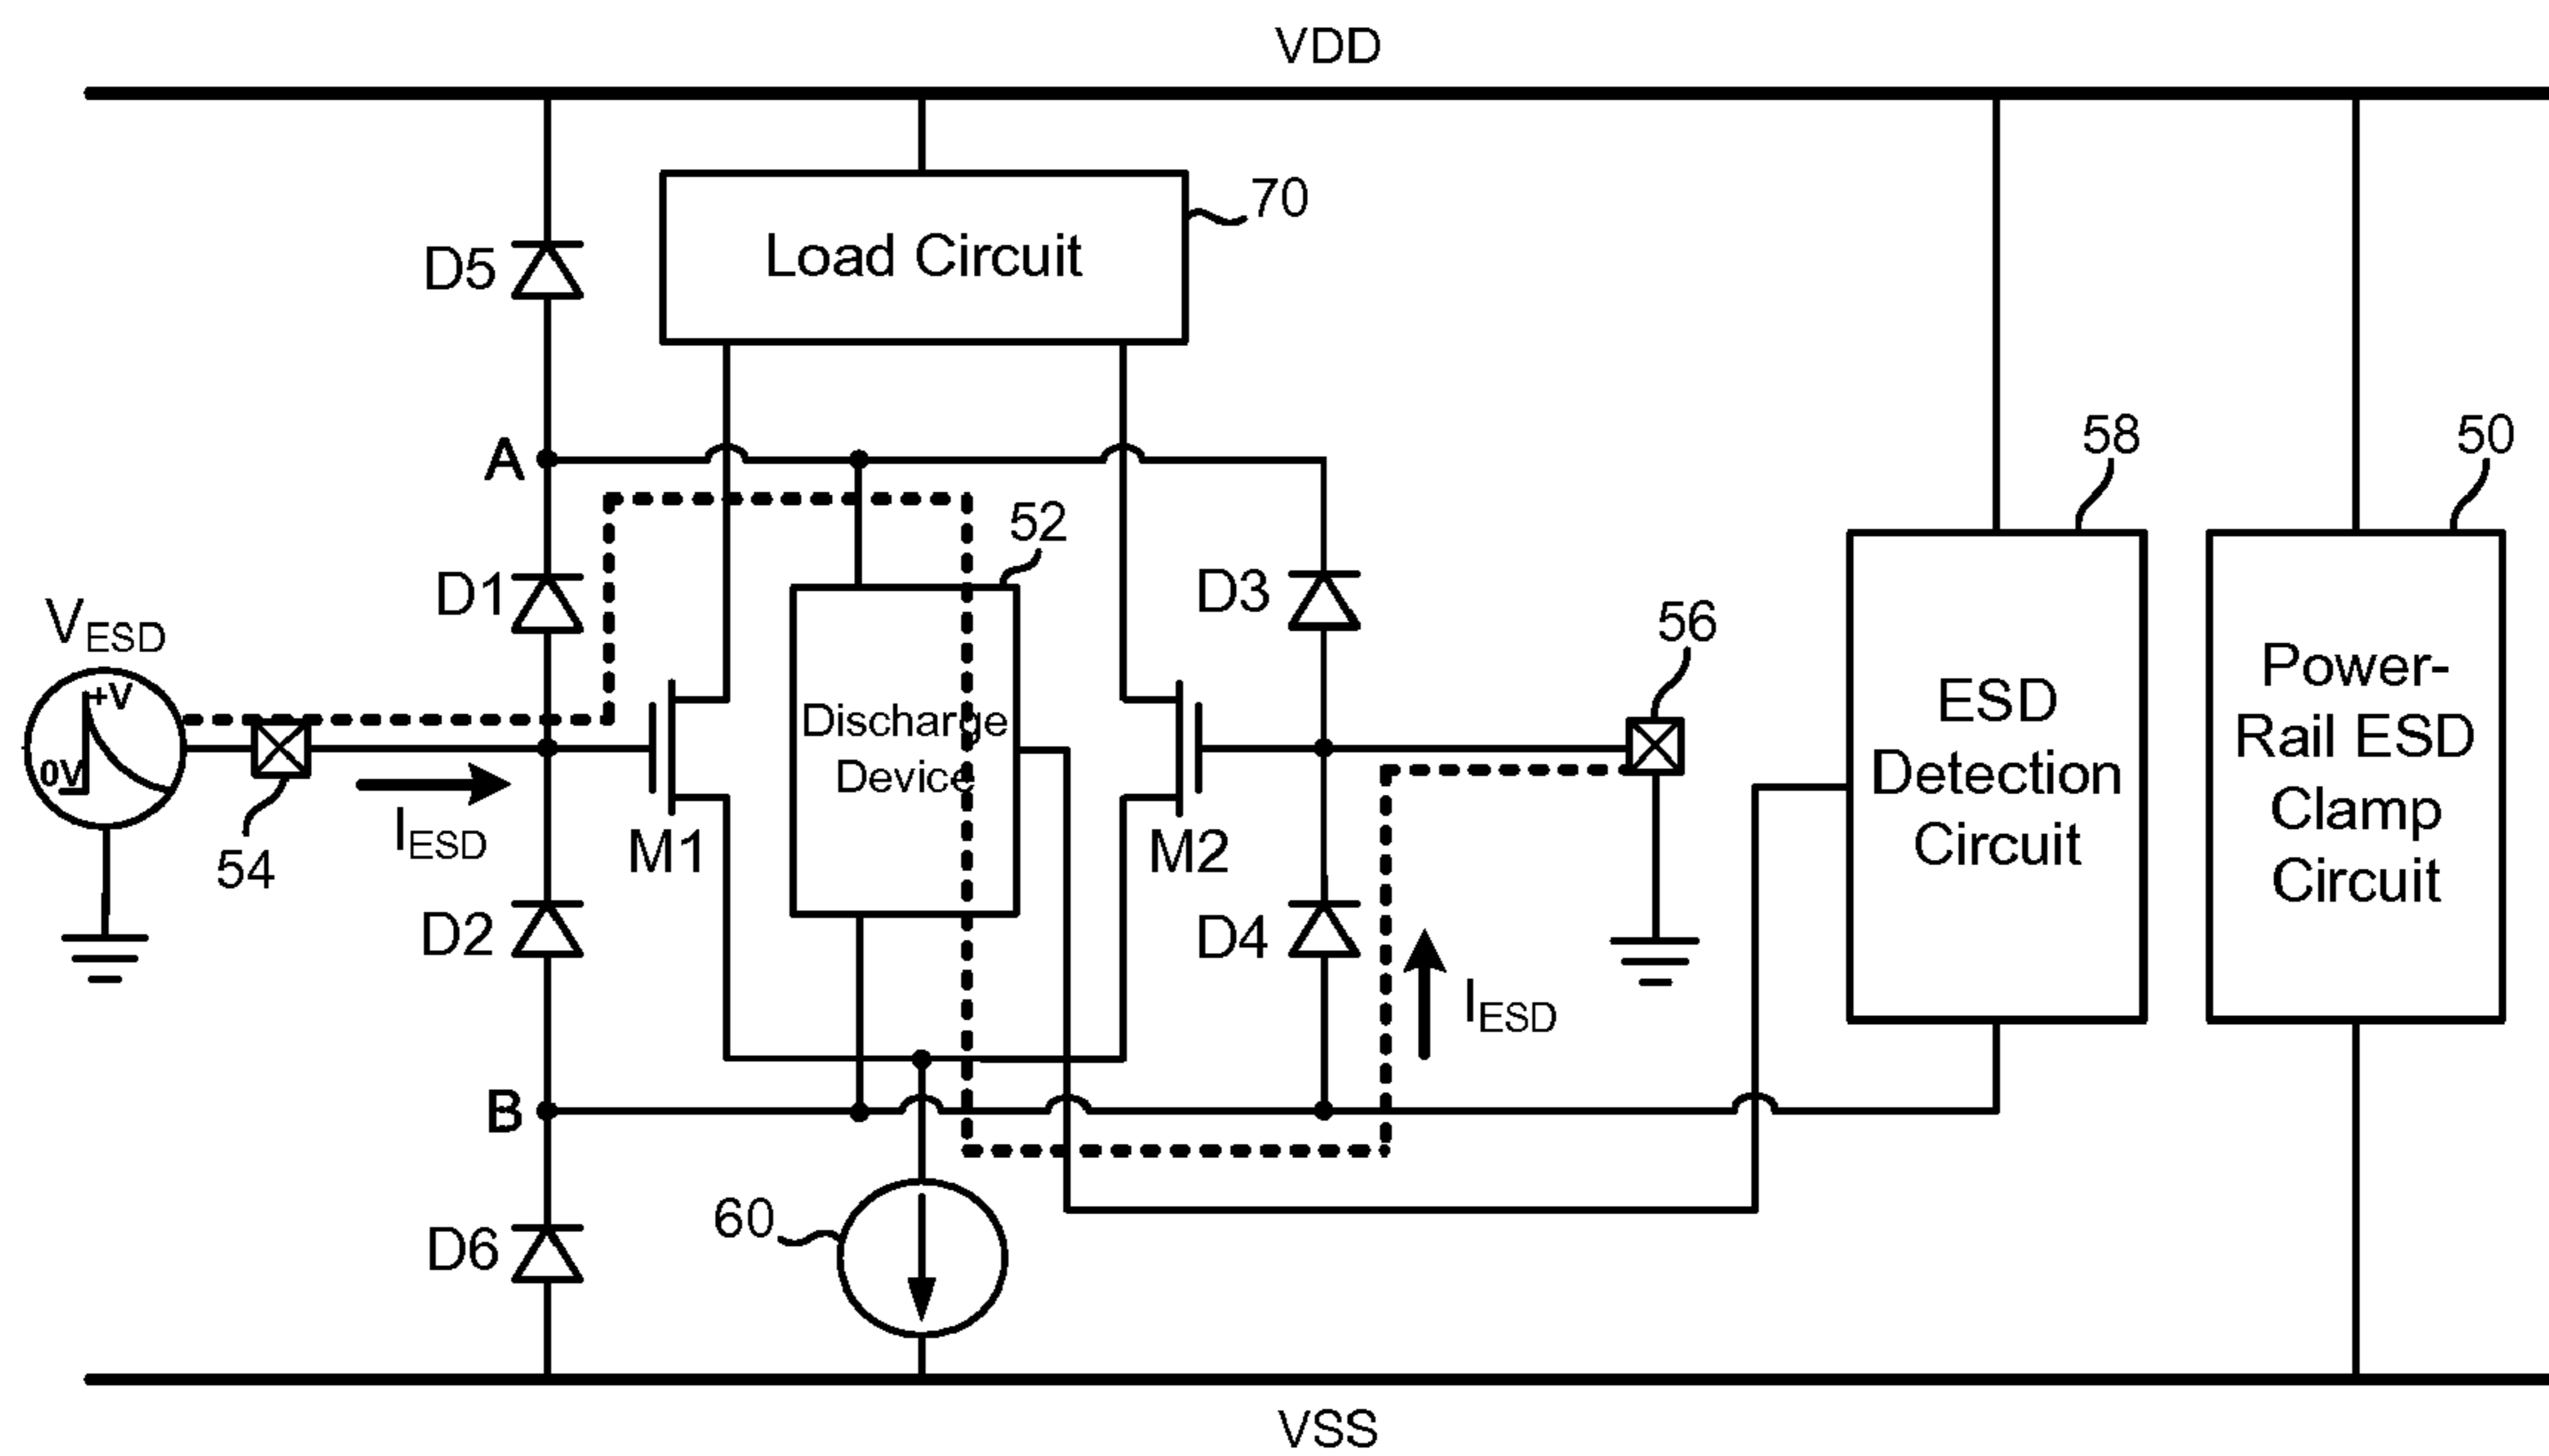 VDD
70
Load Circuit
D5
A
58
50
52
D1
D3
56
VESD
+V
0V
Discharge
Device
ESD
Detection
Circuit
Power-
Rail ESD
Clamp
Circuit
54
IESD
M1
M2
D2
D4
IESD
B
60
D6
VSS